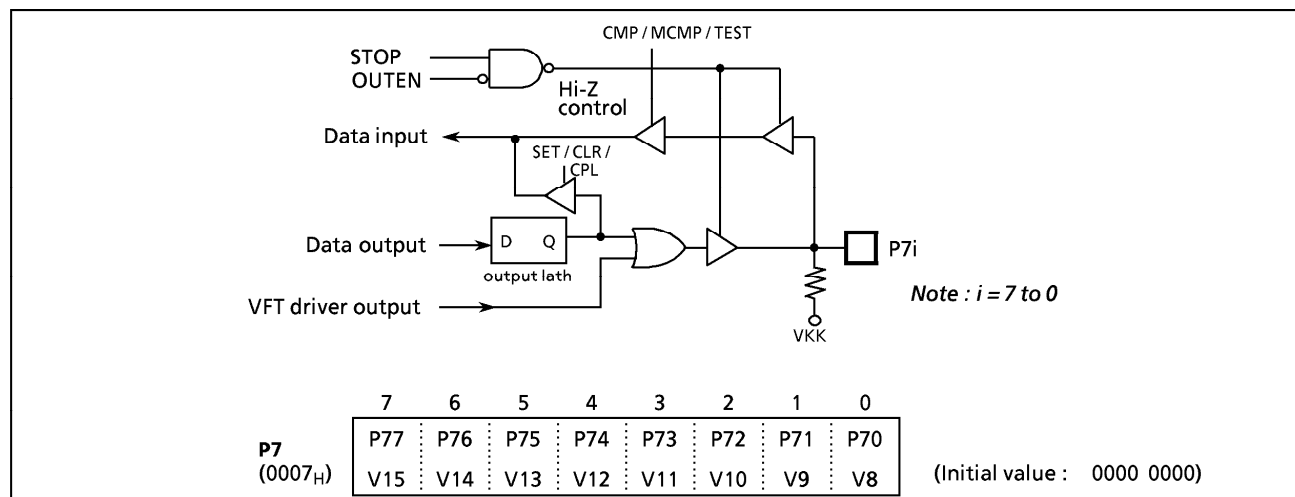 CMP / MCMP / TEST
STOP
OUTEN
Hi-Z
control
Data input
SET / CLR /
CPL
Data output
D Q
P7i
output lath
VFT driver output
Note : i = 7 to 0
VKK
7 6 5 4 3 2 1 0
P7 P77 P76 P75 P74 P73 P72 P71 P70
(0007H) V15 V14 V13 V12 V11 V10 V9 V8 (Initial value : 0000 0000)